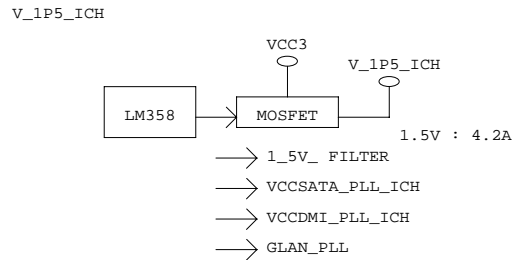 V_1P5_ICH
VCC3
V_1P5_ICH
LM358
MOSFET
1.5V : 4.2A
1_5V_ FILTER
VCCSATA_PLL_ICH
VCCDMI_PLL_ICH
GLAN_PLL